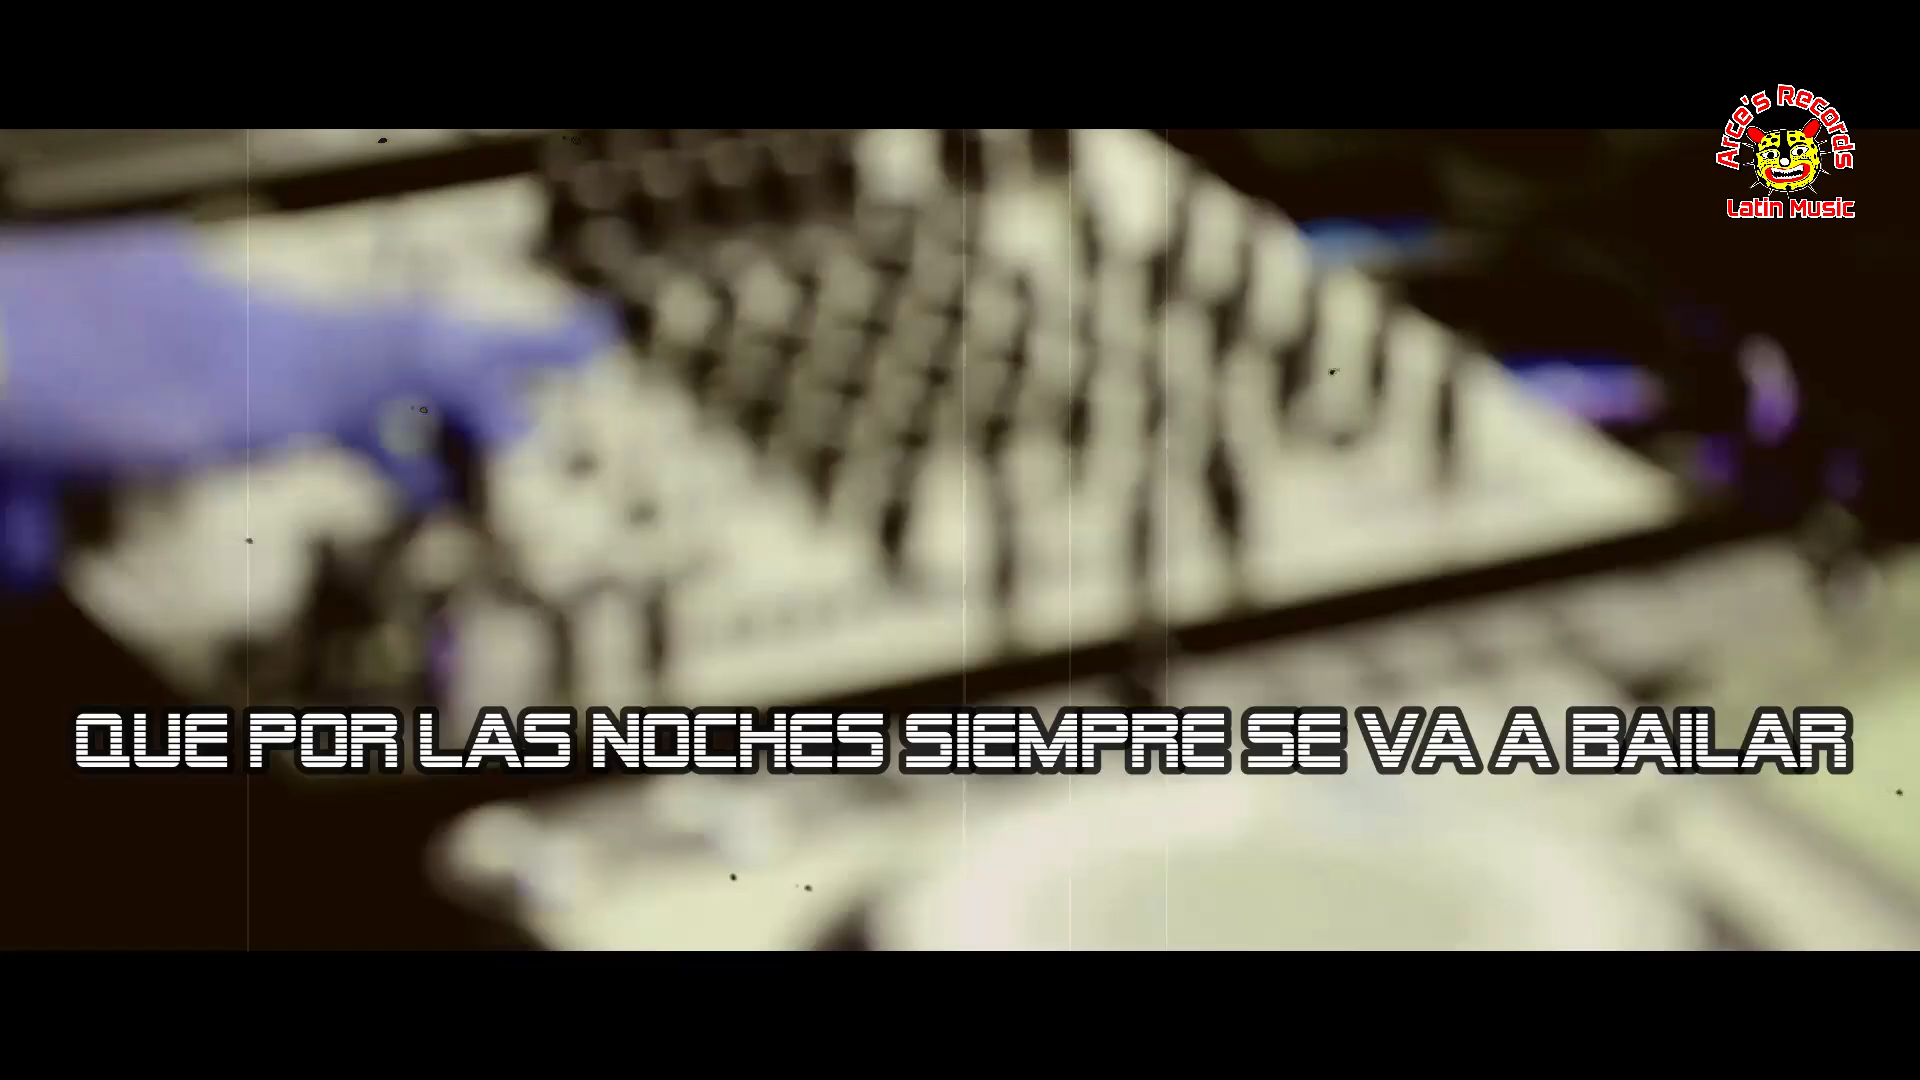 Arce's Records
Latin Music
QUE POR LAS NOCHES SIEMPRE SE VA A BAILAR